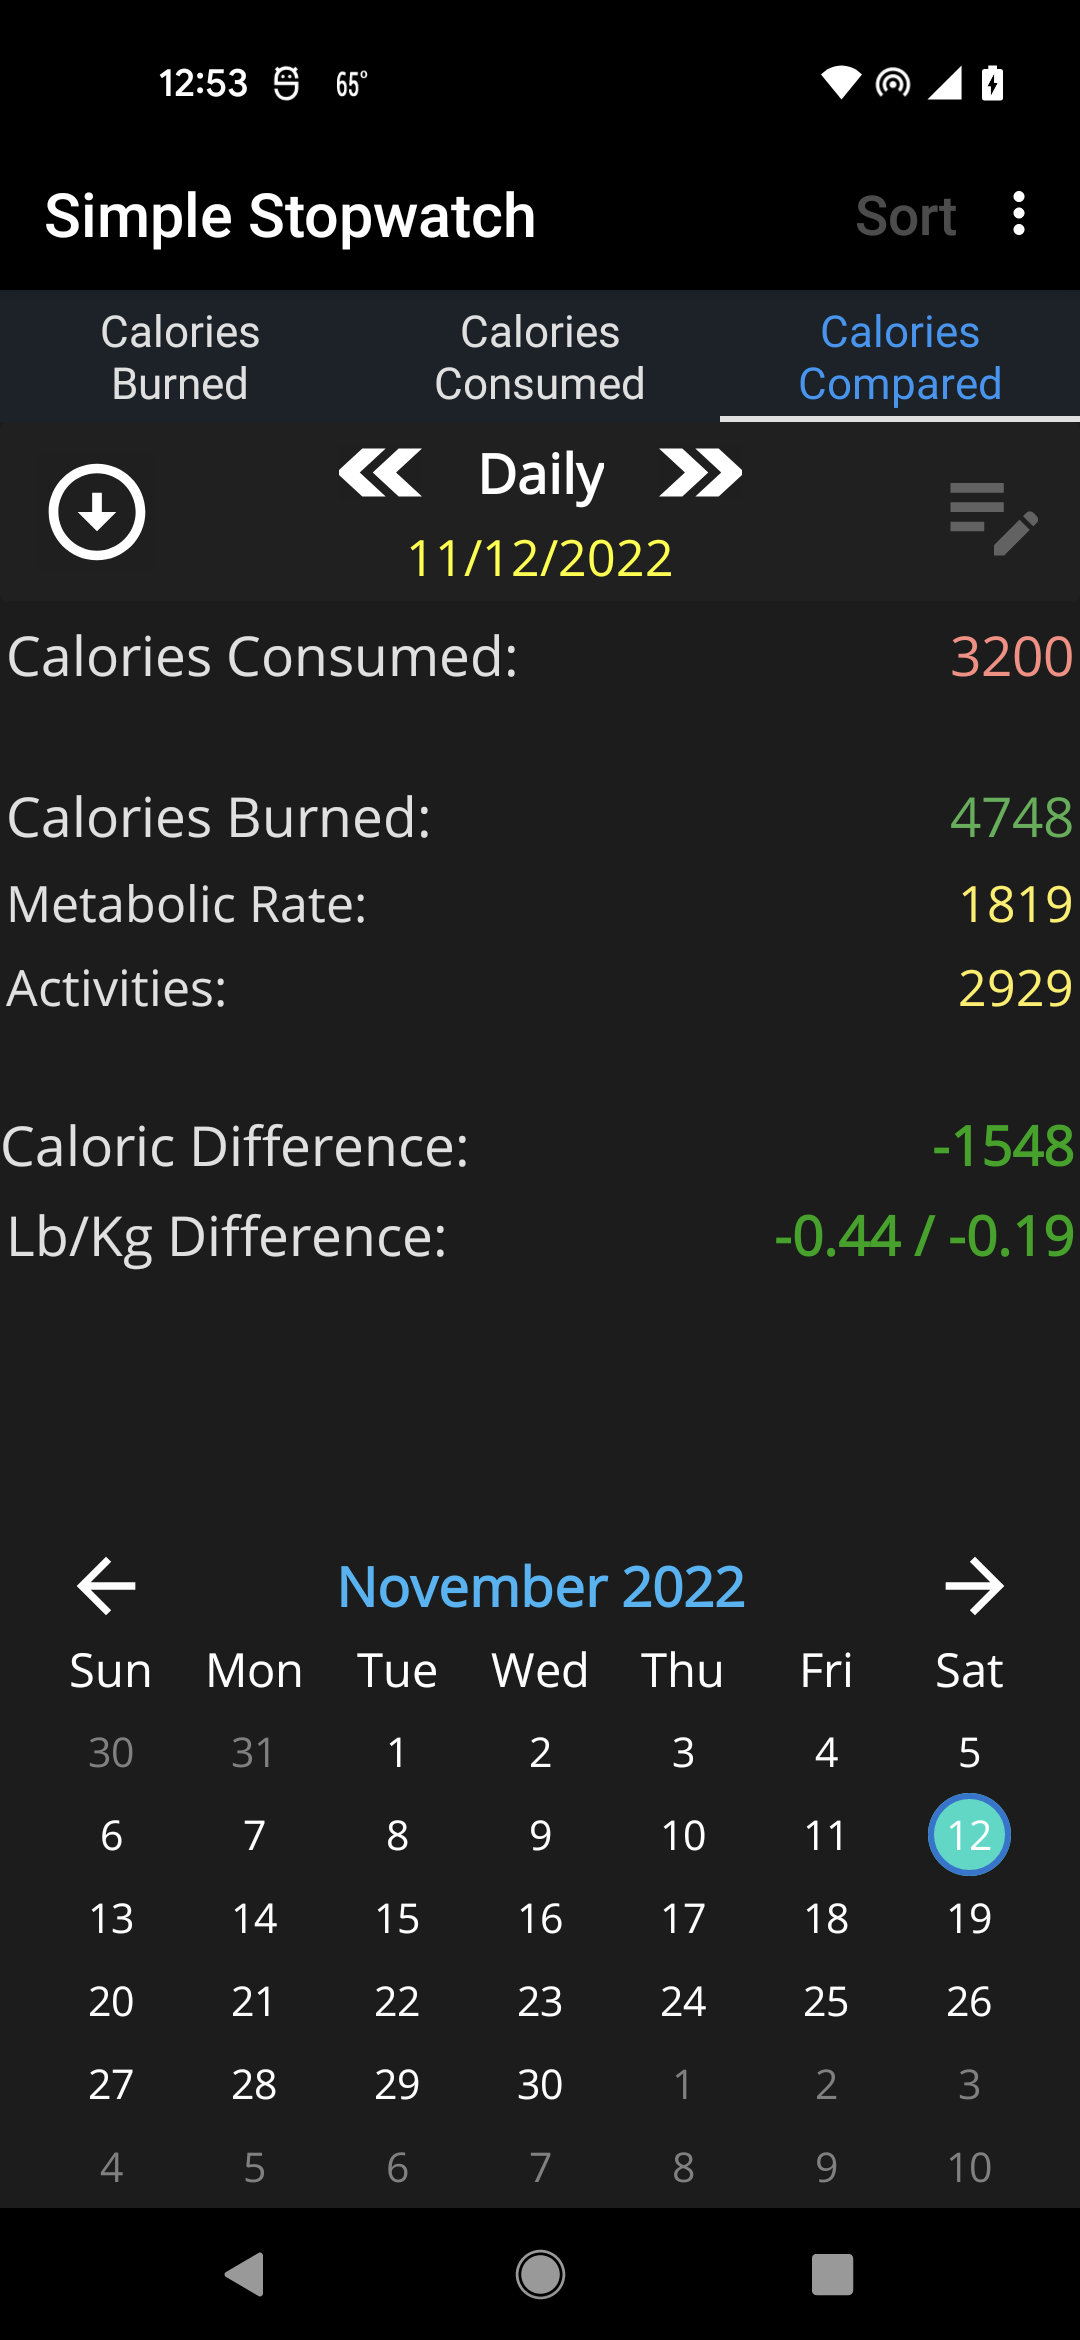 12:53 65°
Simple Stopwatch Sort
Calories Burned
Calories Consumed
Calories Compared
Daily
11/12/2022
Calories Consumed: 3200
Calories Burned: 4748
Metabolic Rate: 1819
Activities: 2929
Caloric Difference: -1548
Lb/Kg Difference: -0.44 / -0.19
November 2022
Sun Mon Tue Wed Thu Fri Sat
30 31 1 2 3 4 5
6 7 8 9 10 11 12
13 14 15 16 17 18 19
20 21 22 23 24 25 26
27 28 29 30 1 2 3
4 5 6 7 8 9 10